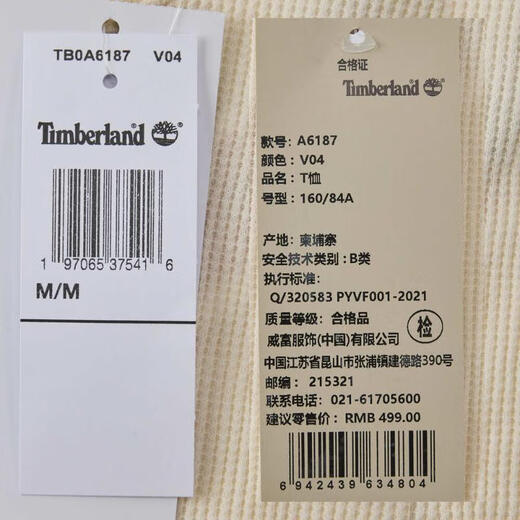 TB0A6187 V04
Timberland
1 97065 37541 6
M/M
合格证
Timberland
款号：A6187
颜色：V04
品名：T恤
号型：160/84A
产地：柬埔寨
安全技术类别：B类
执行标准：
Q/320583 PYVF001-2021
质量等级：合格品
检
威富服饰(中国)有限公司
中国江苏省昆山市张浦镇建德路390号
邮编：215321
联系电话：021-61705600
建议零售价：RMB 499.00
6 942439 634804